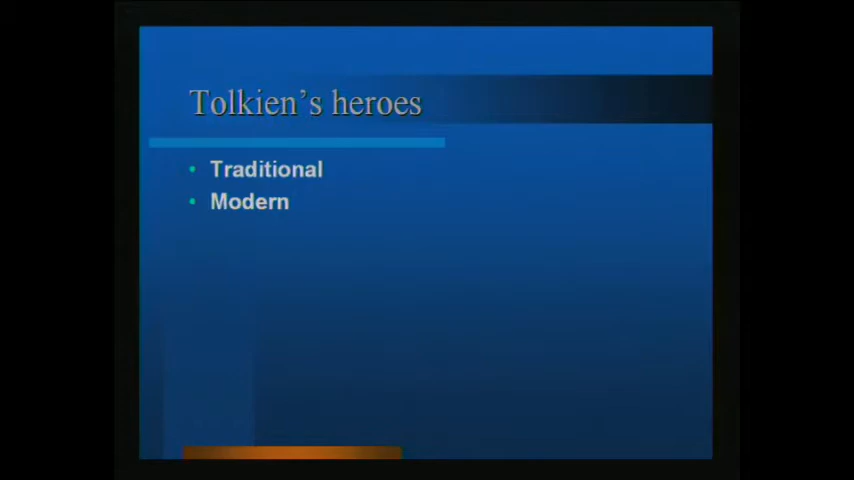 Tolkien's heroes
• Traditional
• Modern